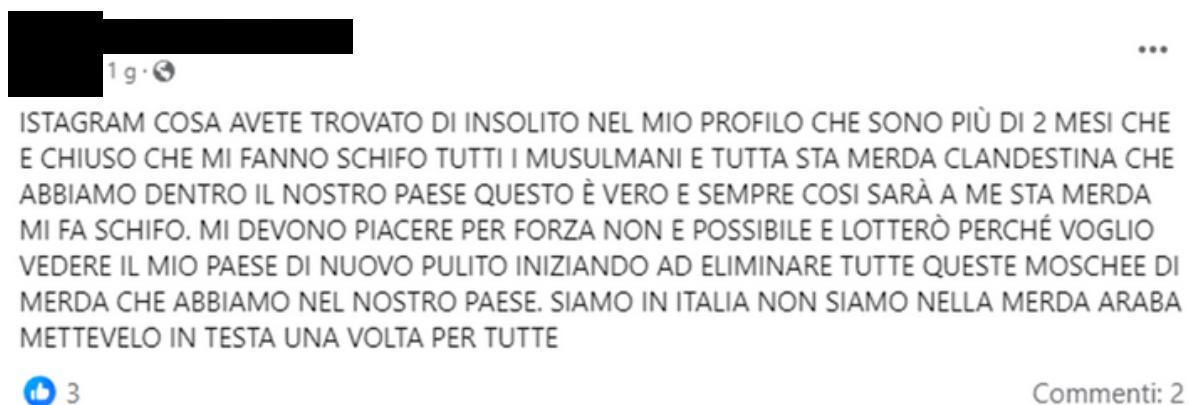 1 g ·
ISTAGRAM COSA AVETE TROVATO DI INSOLITO NEL MIO PROFILO CHE SONO PIÙ DI 2 MESI CHE
E CHIUSO CHE MI FANNO SCHIFO TUTTI I MUSULMANI E TUTTA STA MERDA CLANDESTINA CHE
ABBIAMO DENTRO IL NOSTRO PAESE QUESTO È VERO E SEMPRE COSI SARÀ A ME STA MERDA
MI FA SCHIFO. MI DEVONO PIACERE PER FORZA NON E POSSIBILE E LOTTERÒ PERCHÉ VOGLIO
VEDERE IL MIO PAESE DI NUOVO PULITO INIZIANDO AD ELIMINARE TUTTE QUESTE MOSCHEE DI
MERDA CHE ABBIAMO NEL NOSTRO PAESE. SIAMO IN ITALIA NON SIAMO NELLA MERDA ARABA
METTEVELO IN TESTA UNA VOLTA PER TUTTE
3 Commenti: 2